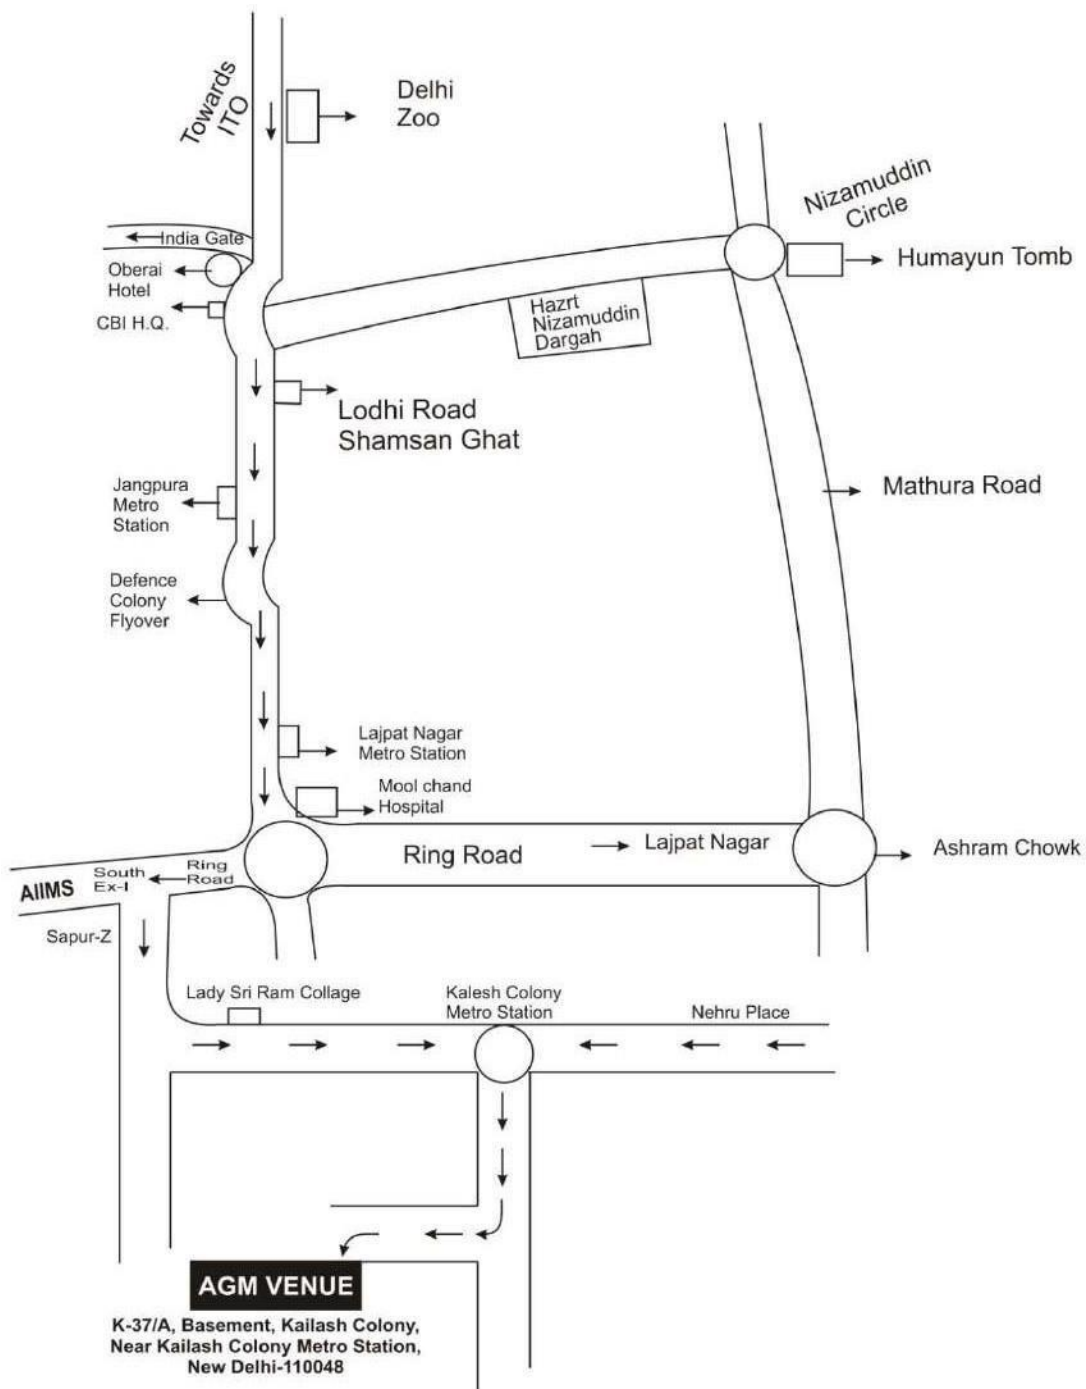 Towards
ITO
Delhi
Zoo
Nizamuddin
Circle
India Gate
Oberai
Hotel
Humayun Tomb
CBI H.Q.
Hazrt
Nizamuddin
Dargah
Lodhi Road
Shamsan Ghat
Jangpura
Metro
Station
Mathura Road
Defence
Colony
Flyover
Lajpat Nagar
Metro Station
Mool chand
Hospital
Ring Road
Lajpat Nagar
Ashram Chowk
AIIMS
South
Ex-I
Ring
Road
Sapur-Z
Lady Sri Ram Collage
Kalesh Colony
Metro Station
Nehru Place
AGM VENUE
K-37/A, Basement, Kailash Colony,
Near Kailash Colony Metro Station,
New Delhi-110048